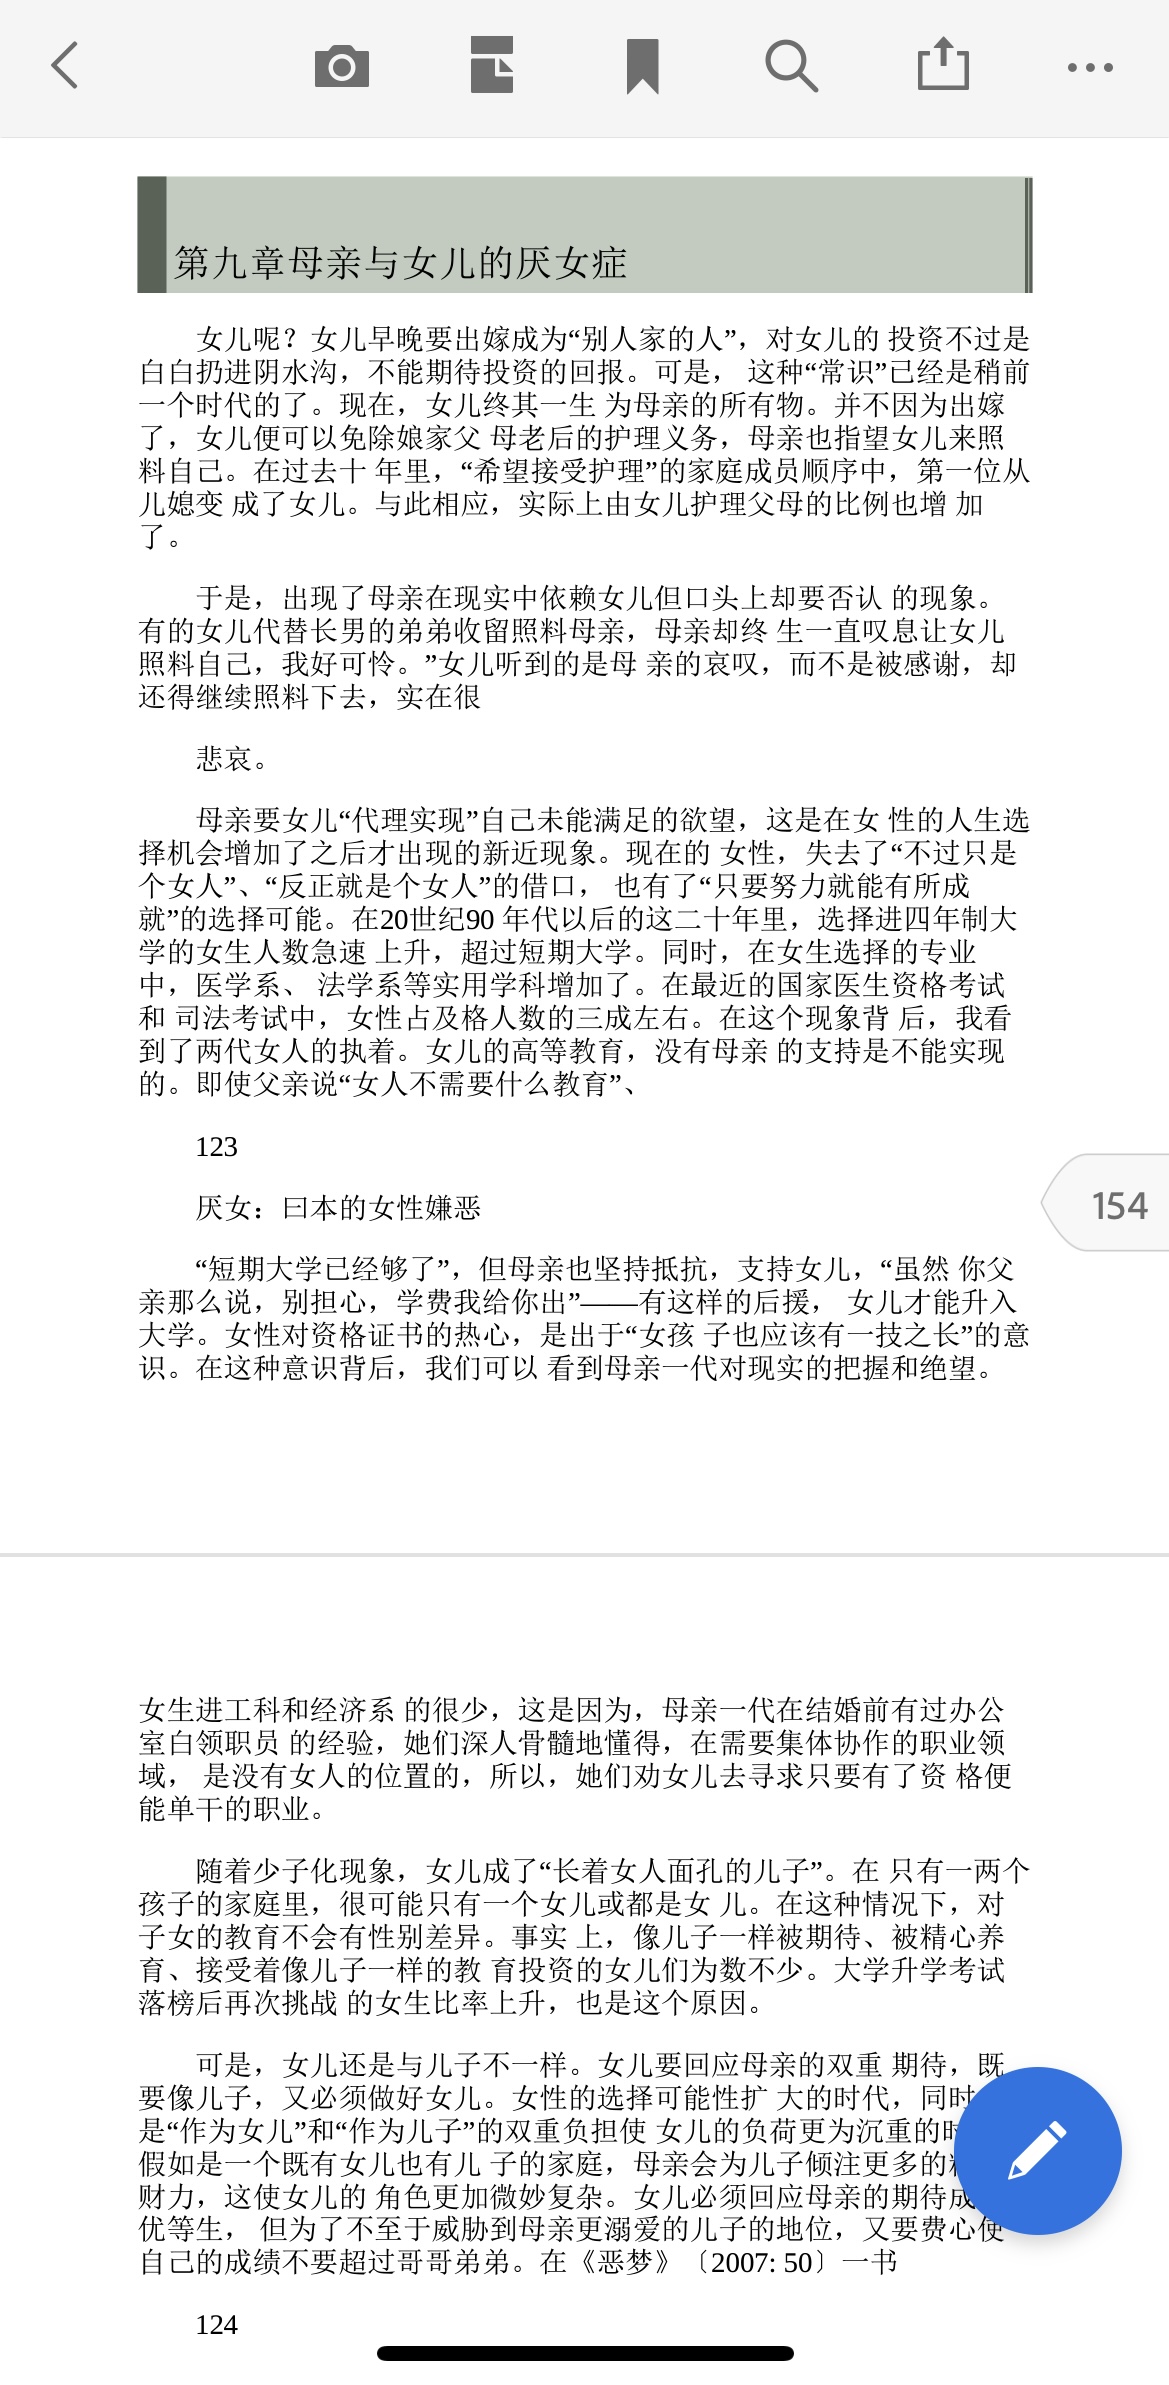 第九章母亲与女儿的厌女症
女儿呢？女儿早晚要出嫁成为“别人家的人”，对女儿的 投资不过是
白白扔进阴水沟，不能期待投资的回报。可是， 这种“常识”已经是稍前
一个时代的了。现在，女儿终其一生 为母亲的所有物。并不因为出嫁
了，女儿便可以免除娘家父 母老后的护理义务，母亲也指望女儿来照
料自己。在过去十 年里，“希望接受护理”的家庭成员顺序中，第一位从
儿媳变 成了女儿。与此相应，实际上由女儿护理父母的比例也增 加
了。
于是，出现了母亲在现实中依赖女儿但口头上却要否认 的现象。
有的女儿代替长男的弟弟收留照料母亲，母亲却终 生一直叹息让女儿
照料自己，我好可怜。”女儿听到的是母 亲的哀叹，而不是被感谢，却
还得继续照料下去，实在很
悲哀。
母亲要女儿“代理实现”自己未能满足的欲望，这是在女 性的人生选
择机会增加了之后才出现的新近现象。现在的 女性，失去了“不过只是
个女人”、“反正就是个女人”的借口， 也有了“只要努力就能有所成
就”的选择可能。在20世纪90 年代以后的这二十年里，选择进四年制大
学的女生人数急速 上升，超过短期大学。同时，在女生选择的专业
中，医学系、 法学系等实用学科增加了。在最近的国家医生资格考试
和 司法考试中，女性占及格人数的三成左右。在这个现象背 后，我看
到了两代女人的执着。女儿的高等教育，没有母亲 的支持是不能实现
的。即使父亲说“女人不需要什么教育”、
123
154
厌女：曰本的女性嫌恶
“短期大学已经够了”，但母亲也坚持抵抗，支持女儿，“虽然 你父
亲那么说，别担心，学费我给你出”——有这样的后援， 女儿才能升入
大学。女性对资格证书的热心，是出于“女孩 子也应该有一技之长”的意
识。在这种意识背后，我们可以 看到母亲一代对现实的把握和绝望。
女生进工科和经济系 的很少，这是因为，母亲一代在结婚前有过办公
室白领职员 的经验，她们深人骨髓地懂得，在需要集体协作的职业领
域， 是没有女人的位置的，所以，她们劝女儿去寻求只要有了资 格便
能单干的职业。
随着少子化现象，女儿成了“长着女人面孔的儿子”。在 只有一两个
孩子的家庭里，很可能只有一个女儿或都是女 儿。在这种情况下，对
子女的教育不会有性别差异。事实 上，像儿子一样被期待、被精心养
育、接受着像儿子一样的教 育投资的女儿们为数不少。大学升学考试
落榜后再次挑战 的女生比率上升，也是这个原因。
可是，女儿还是与儿子不一样。女儿要回应母亲的双重 期待，既
要像儿子，又必须做好女儿。女性的选择可能性扩 大的时代，同时
是“作为女儿”和“作为儿子”的双重负担使 女儿的负荷更为沉重的
假如是一个既有女儿也有儿 子的家庭，母亲会为儿子倾注更多的
财力，这使女儿的 角色更加微妙复杂。女儿必须回应母亲的期待成
优等生， 但为了不至于威胁到母亲更溺爱的儿子的地位，又要费心使
自己的成绩不要超过哥哥弟弟。在《恶梦》〔2007: 50〕一书
124